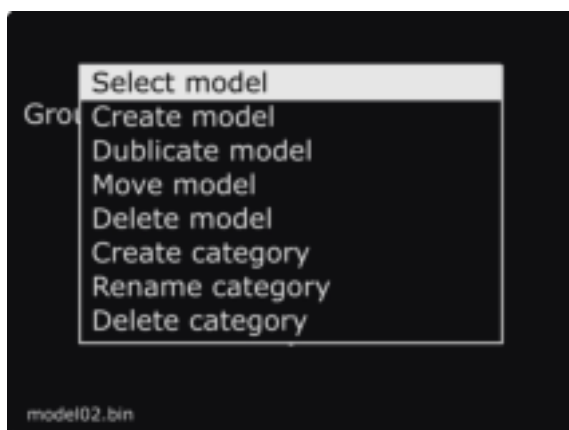 Select model
Create model
Dublicate model
Move model
Delete model
Create category
Rename category
Delete category
model02.bin